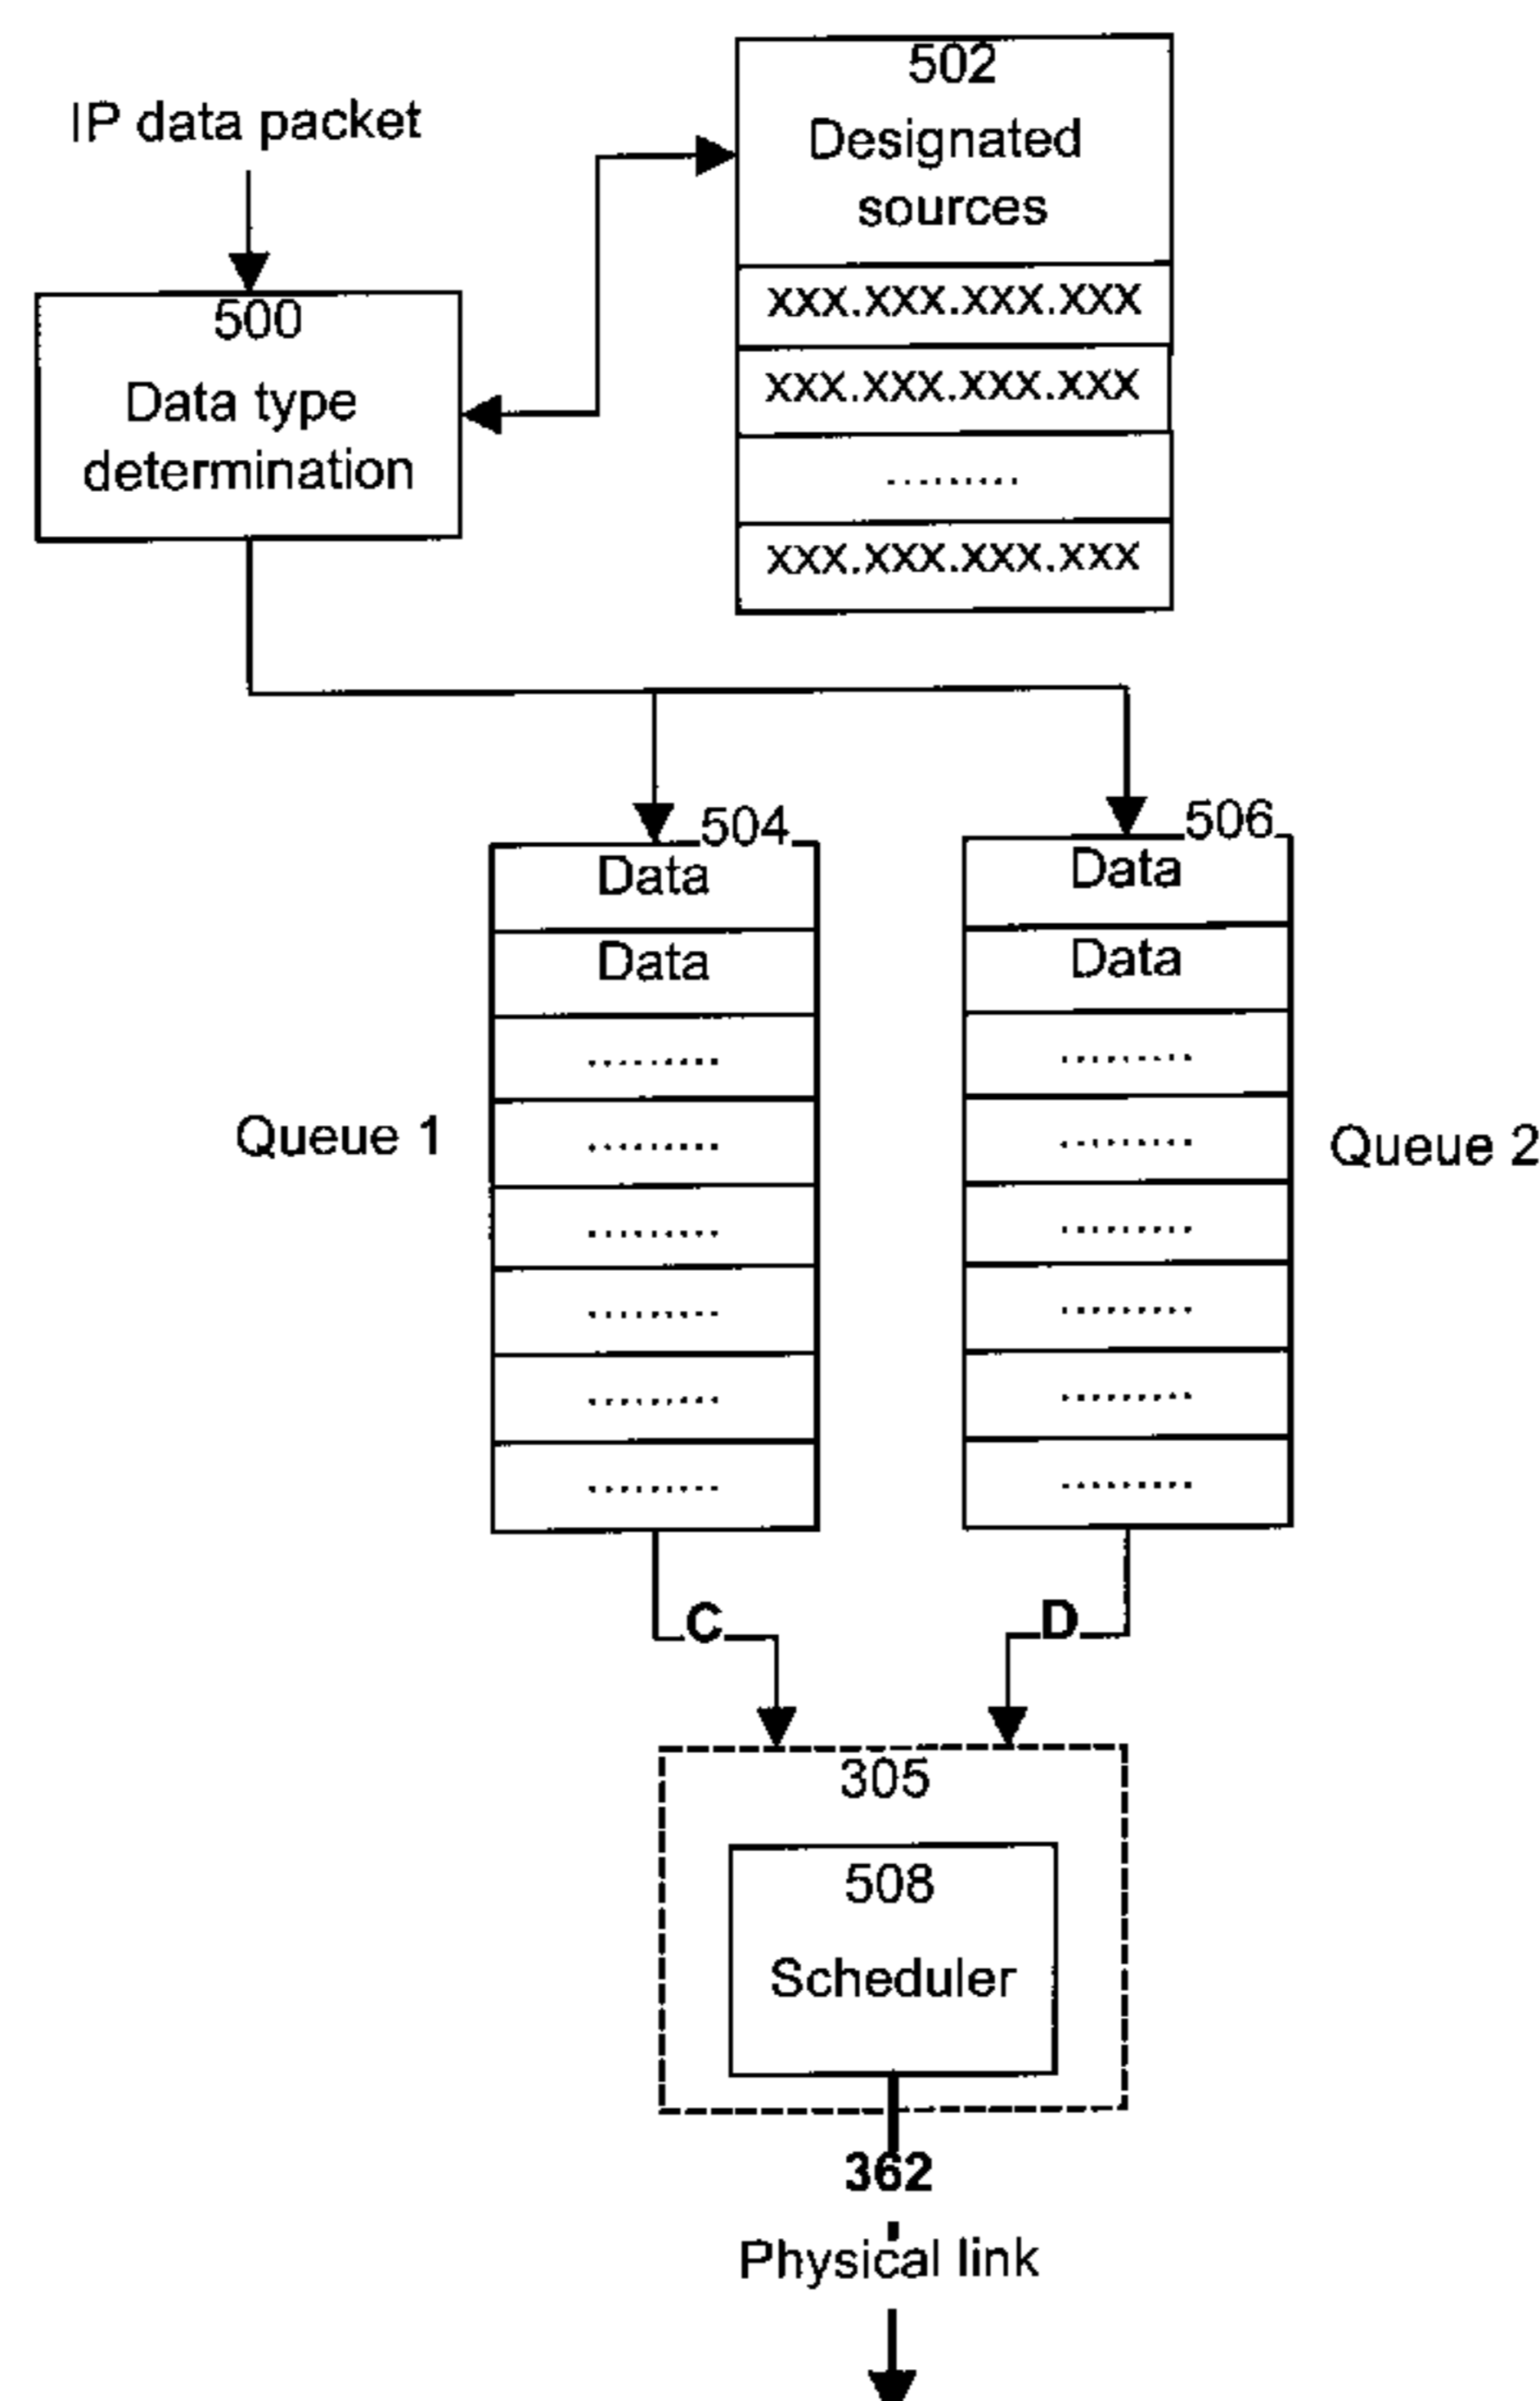 IP data packet
502
Designated
sources
xxx.xxx.xxx.xxx
xxx.xxx.xxx.xxx
.........
xxx.xxx.xxx.xxx
500
Data type
determination
504
Data
Data
.........
.........
.........
.........
.........
.........
Queue 1
506
Data
Data
.........
.........
.........
.........
.........
.........
Queue 2
C
D
305
508
Scheduler
362
Physical link